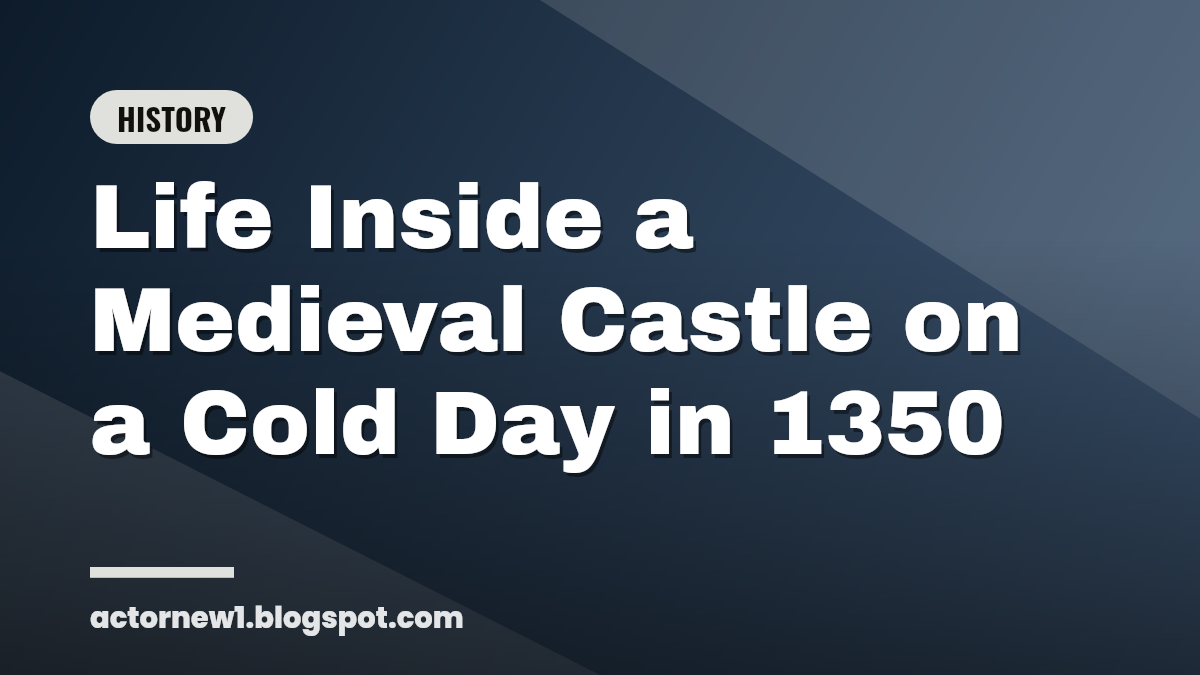 HISTORY
Life Inside a
Medieval Castle on
a Cold Day in 1350
actornew1.blogspot.com